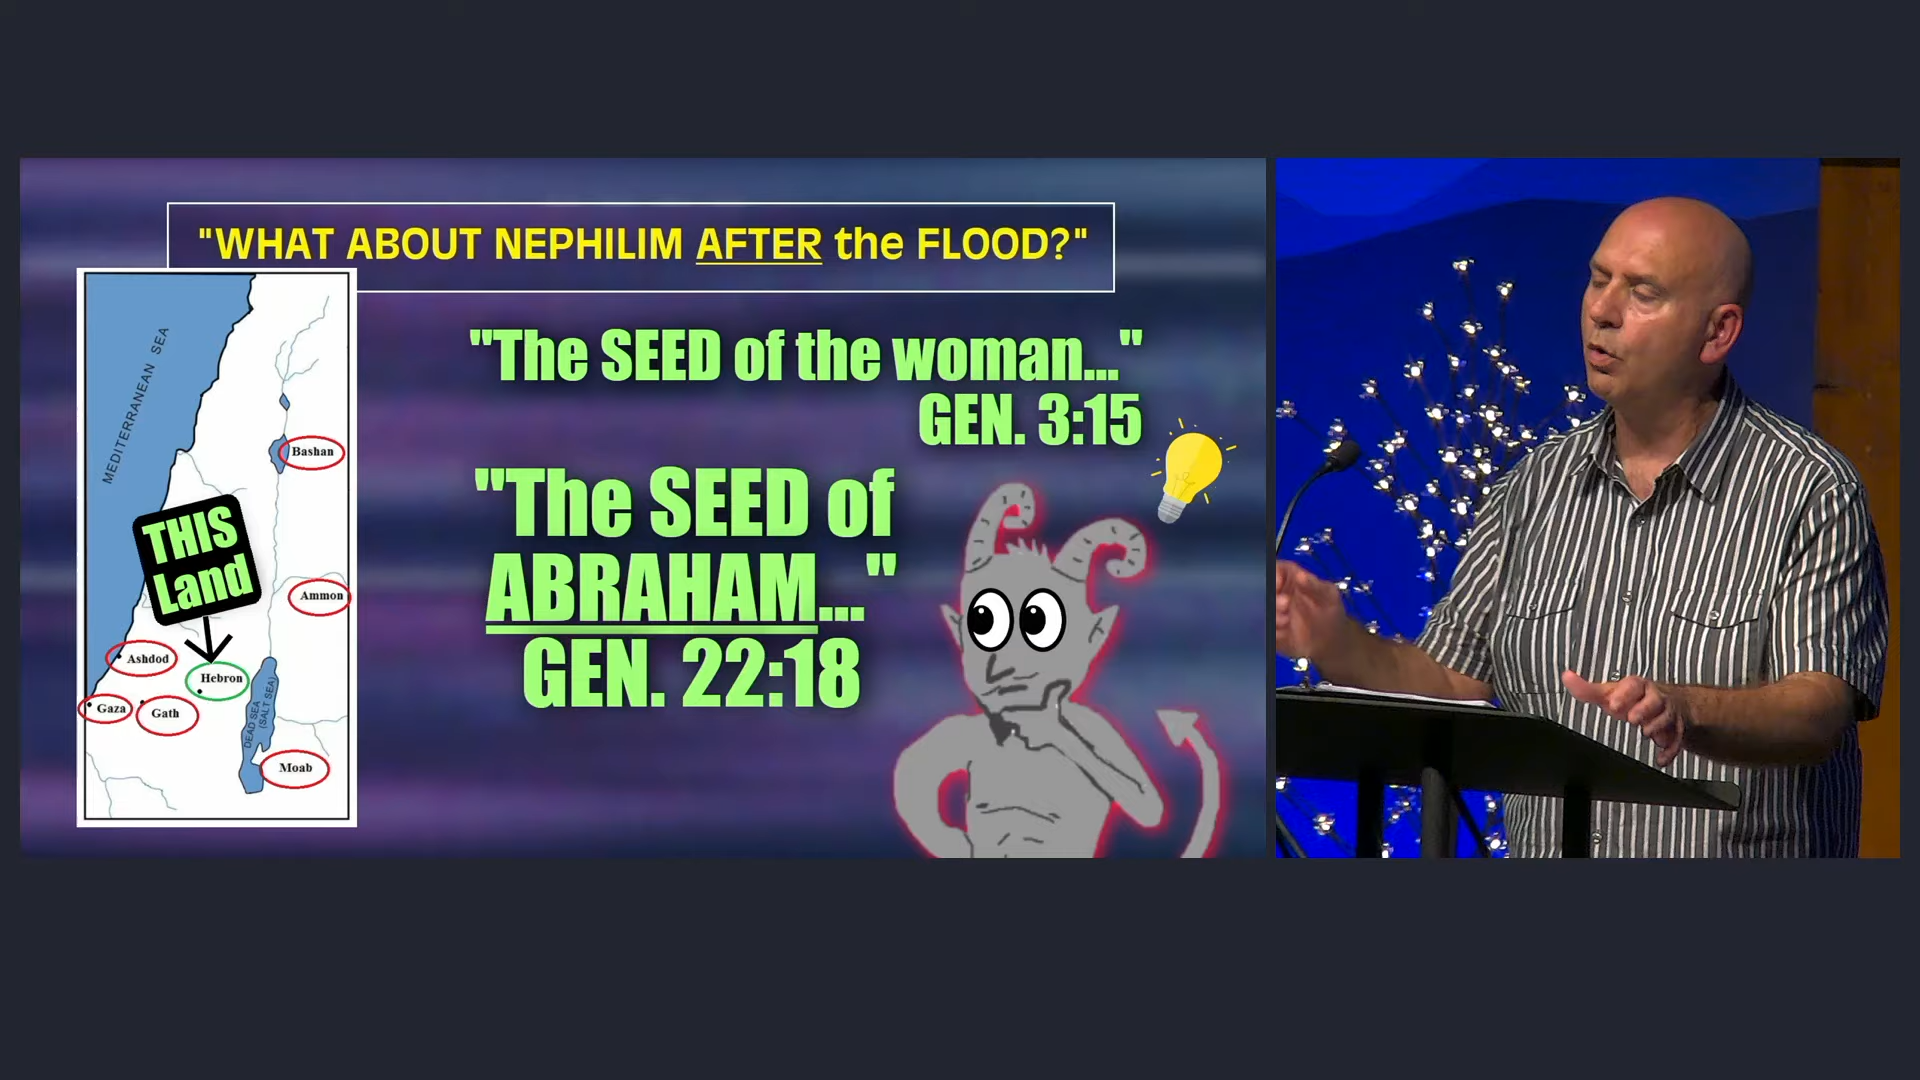 "WHAT ABOUT NEPHILIM AFTER the FLOOD?"
"The SEED of the woman..."
GEN. 3:15
"The SEED of
ABRAHAM..."
GEN. 22:18
MEDITERRANEAN SEA
Bashan
THIS
Land
Ammon
Ashdod
Hebron
Gaza
Gath
DEAD SEA
(SALT SEA)
Moab